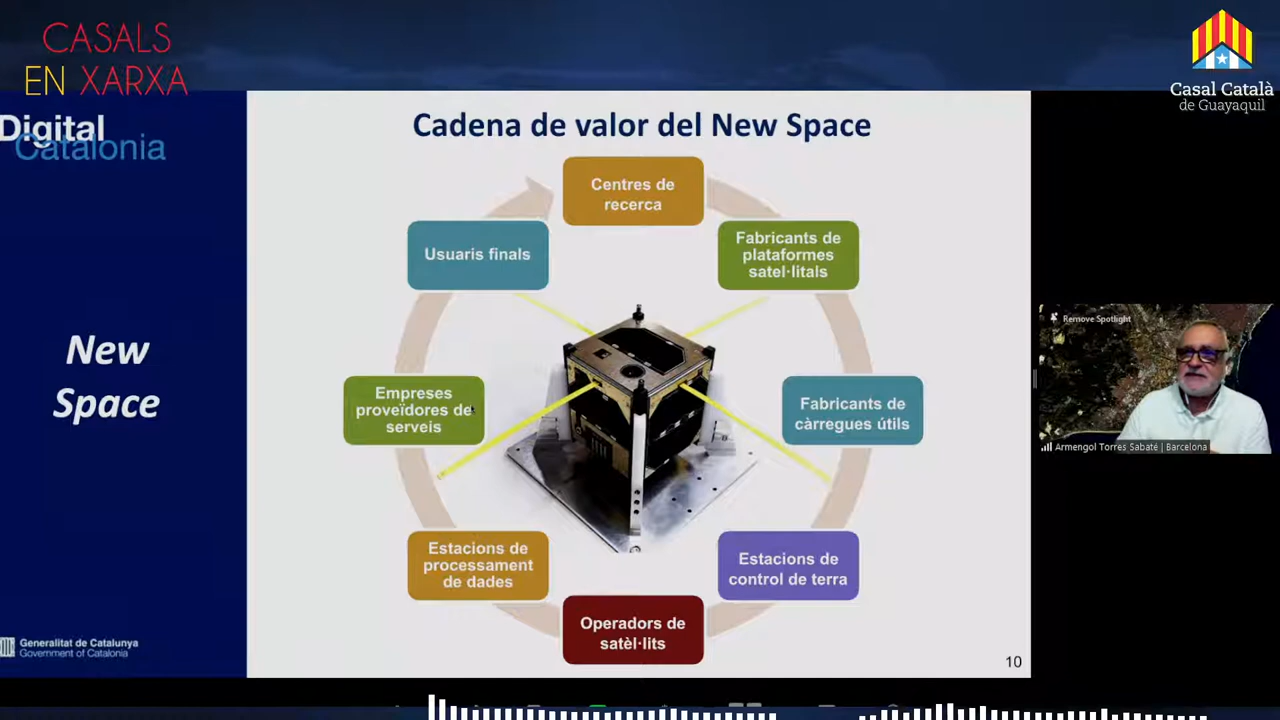 CASALS
EN XARXA
Casal Català
de Guayaquil
Digital
Catalonia
New
Space
Generalitat de Catalunya
Government of Catalonia
Cadena de valor del New Space
Centres de
recerca
Fabricants de
plataformes
satel·litals
Fabricants de
càrregues útils
Estacions de
control de terra
Operadors de
satèl·lits
Estacions de
processament
de dades
Empreses
proveïdores de
serveis
Usuaris finals
10
Remove Spotlight
Armengol Torres Sabaté | Barcelona